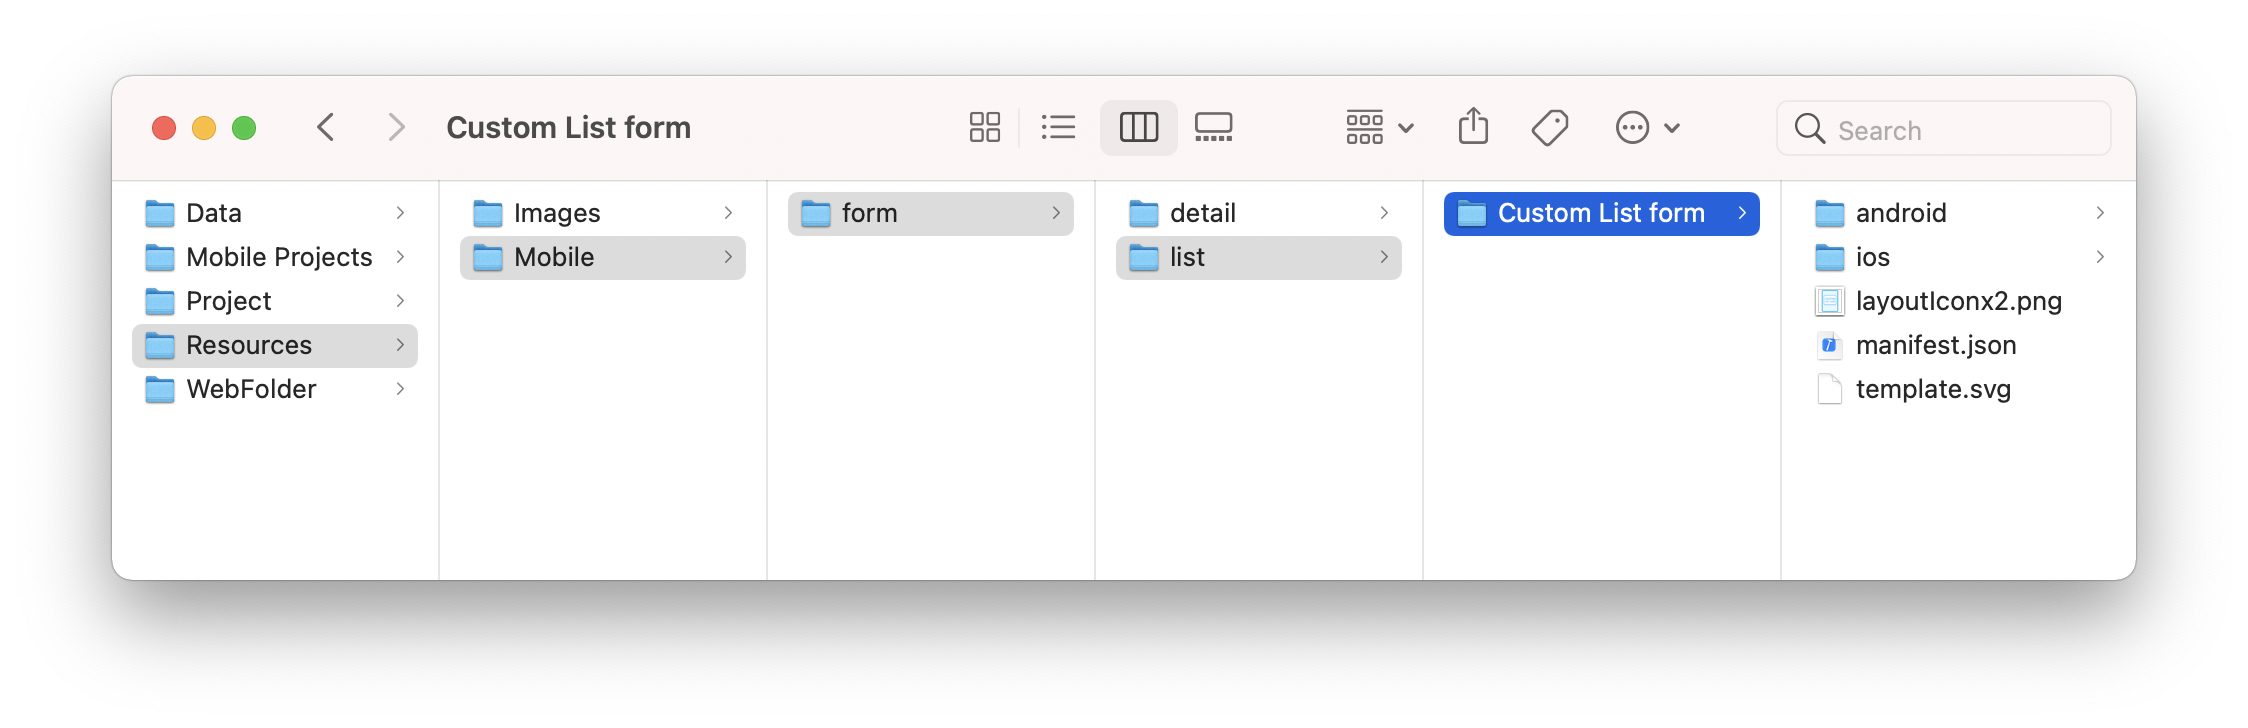 Custom List form
Search
Data
Mobile Projects
Project
Resources
WebFolder
Images
Mobile
form
detail
list
Custom List form
android
ios
layoutIconx2.png
manifest.json
template.svg